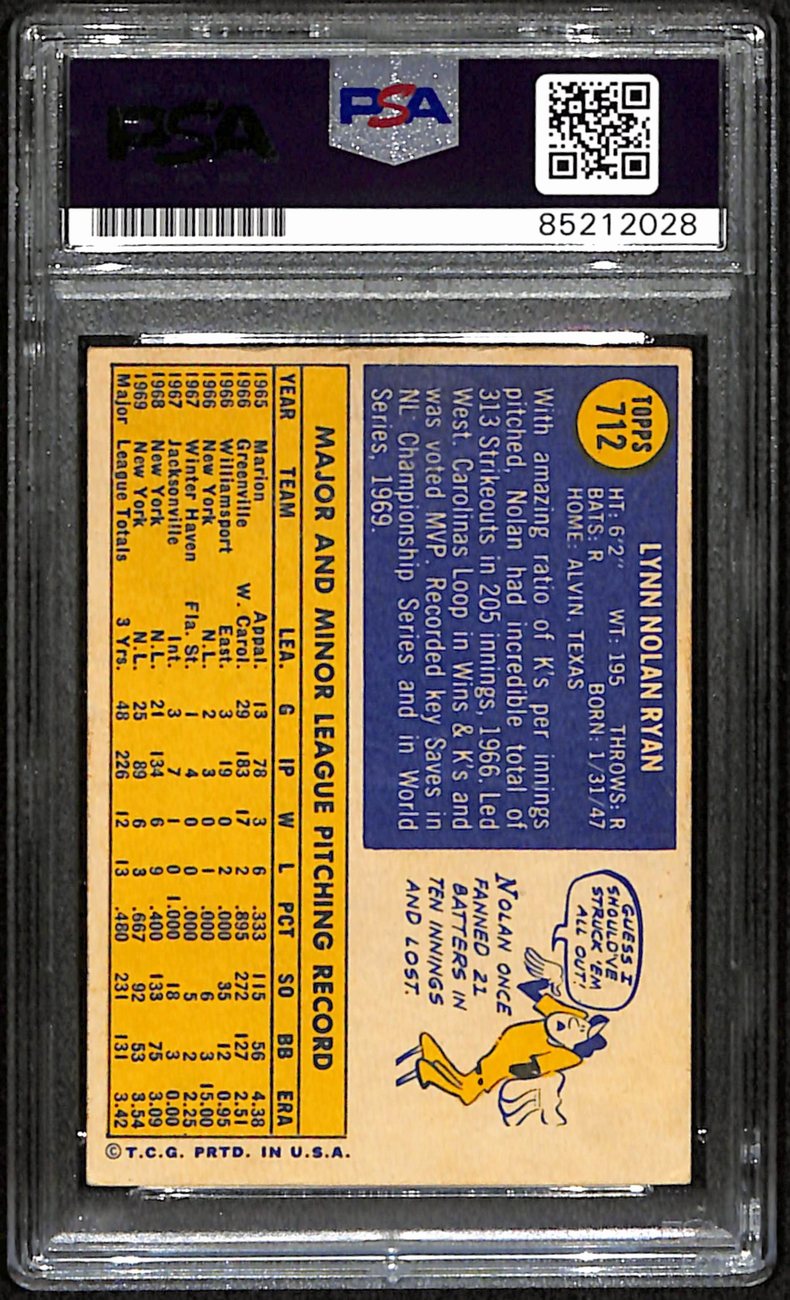 PSA
PSA
85212028
TOPPS
712
LYNN NOLAN RYAN
HT: 6'2" WT: 195 THROWS: R
BATS: R BORN: 1/31/47
HOME: ALVIN, TEXAS
With amazing ratio of K's per innings
pitched, Nolan had incredible total of
313 Strikeouts in 205 innings, 1966. Led
West. Carolinas Loop in Wins & K's and
was voted MVP. Recorded key Saves in
NL Championship Series and in World
Series, 1969.
GUESS I
SHOULD'VE
STRUCK 'EM
ALL OUT!
NOLAN ONCE
FANNED 21
BATTERS IN
TEN INNINGS
AND LOST.
MAJOR AND MINOR LEAGUE PITCHING RECORD
YEAR TEAM LEA. G IP W L PCT SO BB ERA
1965 Marion Appal. 13 78 3 6 .333 115 56 4.38
1966 Greenville W. Carol. 29 183 17 2 .895 272 127 2.51
1966 Williamsport East. 3 19 0 2 .000 35 12 0.95
1966 New York N.L. 2 3 0 1 .000 6 3 15.00
1967 Winter Haven Fla. St. 1 4 0 0 .000 5 2 2.25
1967 Jacksonville Int. 3 7 1 0 1.000 18 3 0.00
1968 New York N.L. 21 134 6 9 .400 133 75 3.09
1969 New York N.L. 25 89 6 3 .667 92 53 3.54
Major League Totals 3 Yrs. 48 226 12 13 .480 231 131 3.42
© T.C.G. PRTD. IN U.S.A.